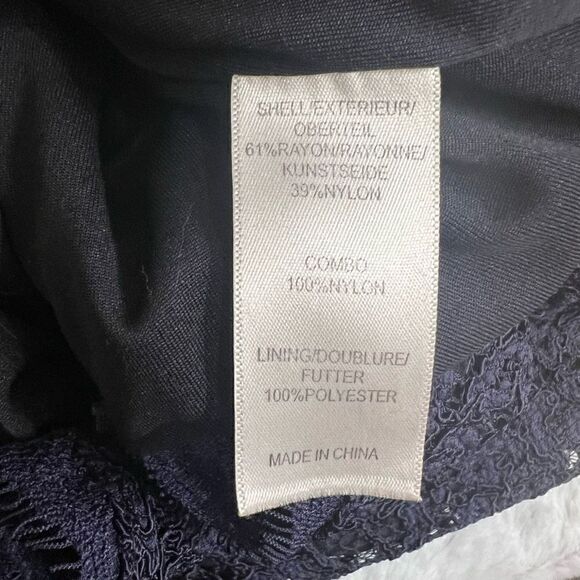 SHELL/EXTERIEUR/
OBERTEIL
61%RAYON/RAYONNE/
KUNSTSEIDE
39%NYLON
COMBO
100%NYLON
LINING/DOUBLURE/
FUTTER
100%POLYESTER
MADE IN CHINA